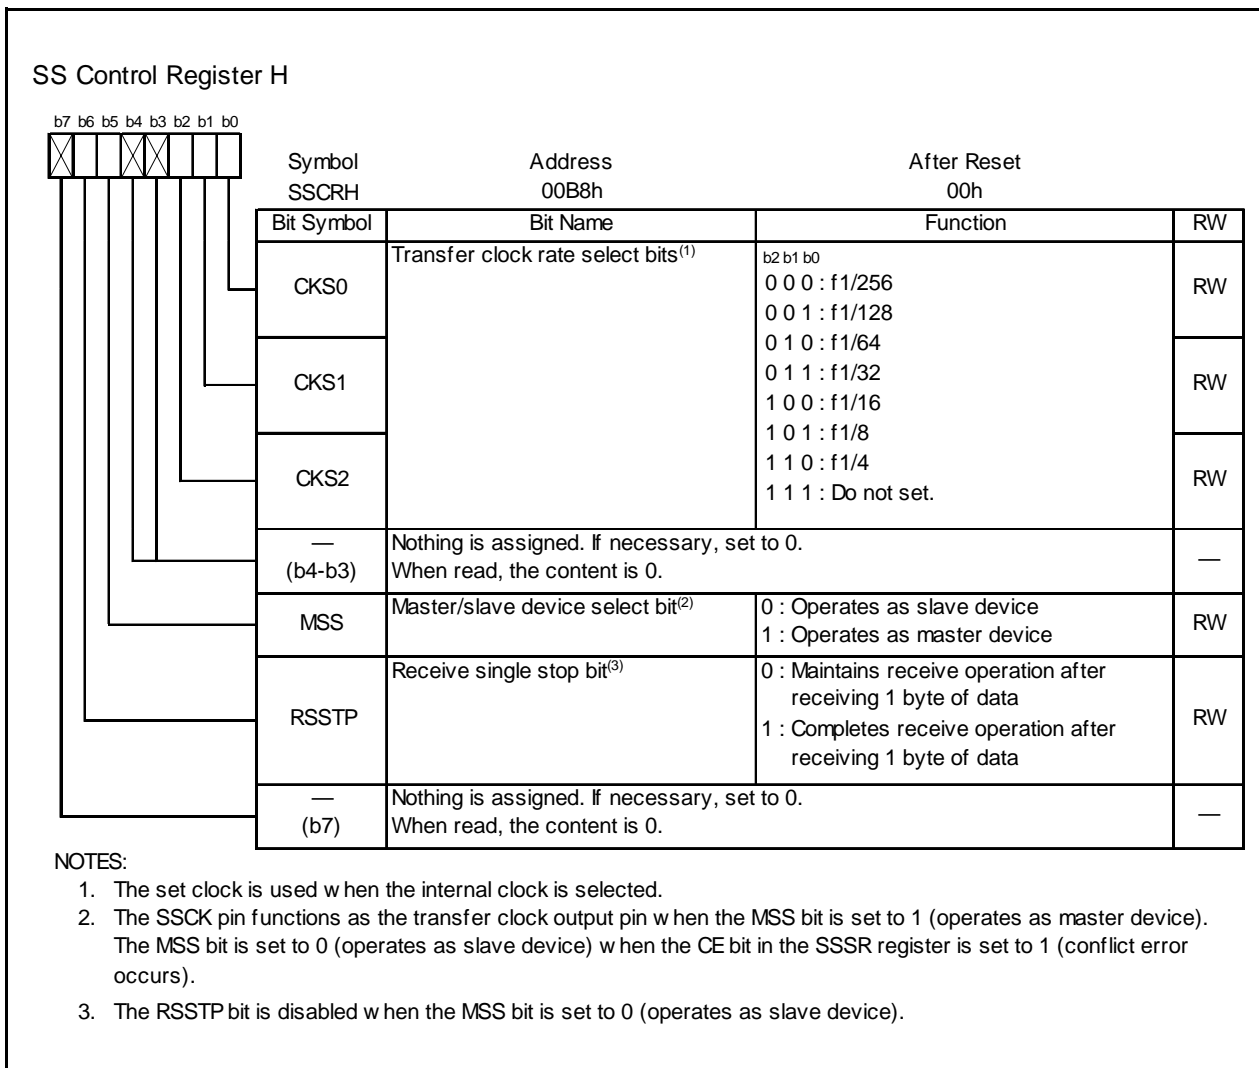 SS Control Register H
b7 b6 b5 b4 b3 b2 b1 b0
Symbol Address After Reset
SSCRH 00B8h 00h
Bit Symbol Bit Name Function RW
CKS0 Transfer clock rate select bits(1) b2 b1 b0
0 0 0 : f1/256 RW
0 0 1 : f1/128
0 1 0 : f1/64
CKS1 0 1 1 : f1/32 RW
1 0 0 : f1/16
1 0 1 : f1/8
CKS2 1 1 0 : f1/4 RW
1 1 1 : Do not set.
— Nothing is assigned. If necessary, set to 0. —
(b4-b3) When read, the content is 0.
MSS Master/slave device select bit(2) 0 : Operates as slave device RW
1 : Operates as master device
RSSTP Receive single stop bit(3) 0 : Maintains receive operation after RW
receiving 1 byte of data
1 : Completes receive operation after
receiving 1 byte of data
— Nothing is assigned. If necessary, set to 0. —
(b7) When read, the content is 0.
NOTES:
1. The set clock is used when the internal clock is selected.
2. The SSCK pin functions as the transfer clock output pin when the MSS bit is set to 1 (operates as master device).
The MSS bit is set to 0 (operates as slave device) when the CE bit in the SSSR register is set to 1 (conflict error
occurs).
3. The RSSTP bit is disabled when the MSS bit is set to 0 (operates as slave device).